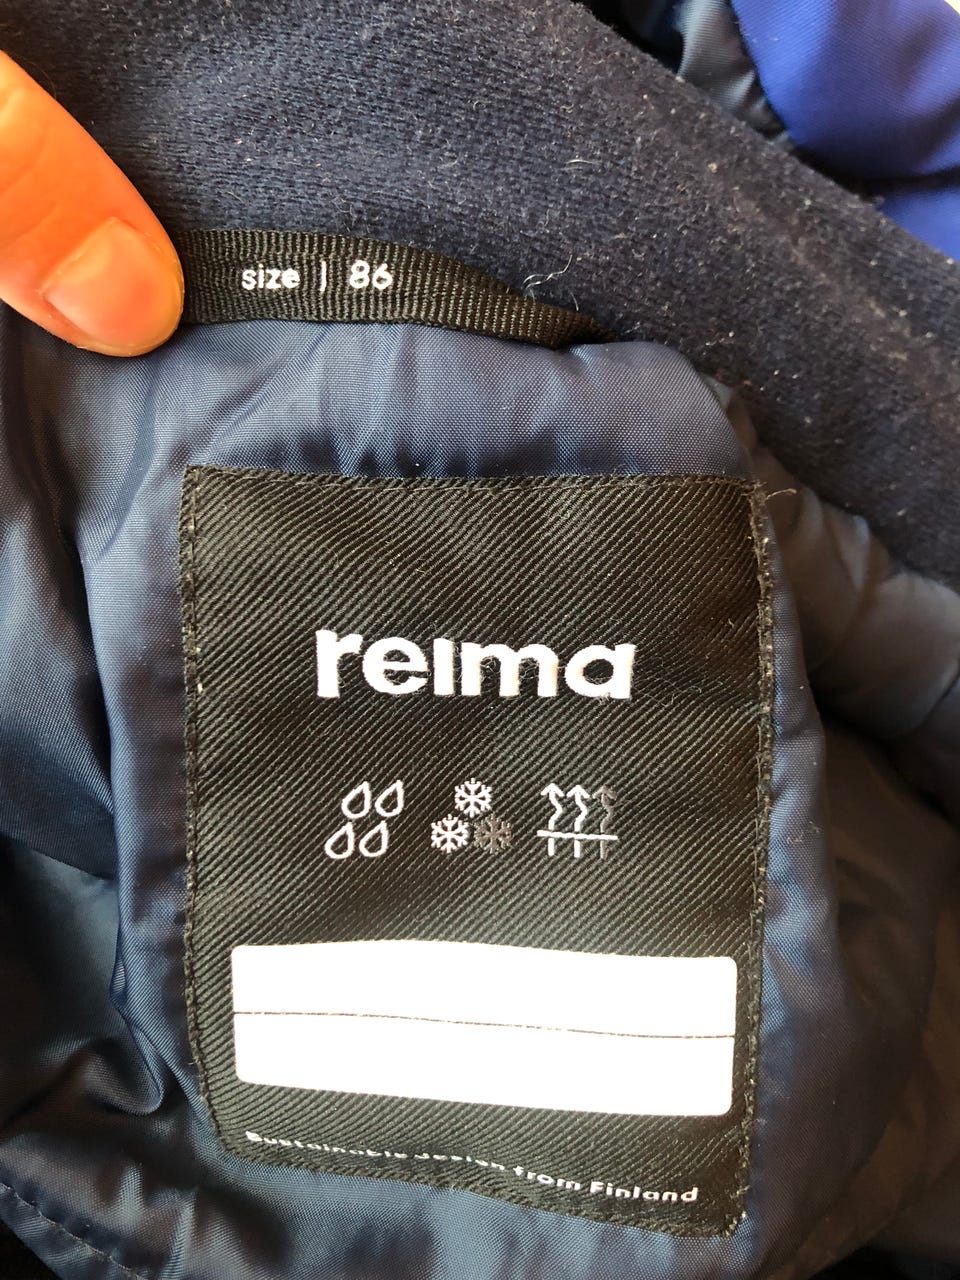 size | 86
reima
Sustainable design from Finland